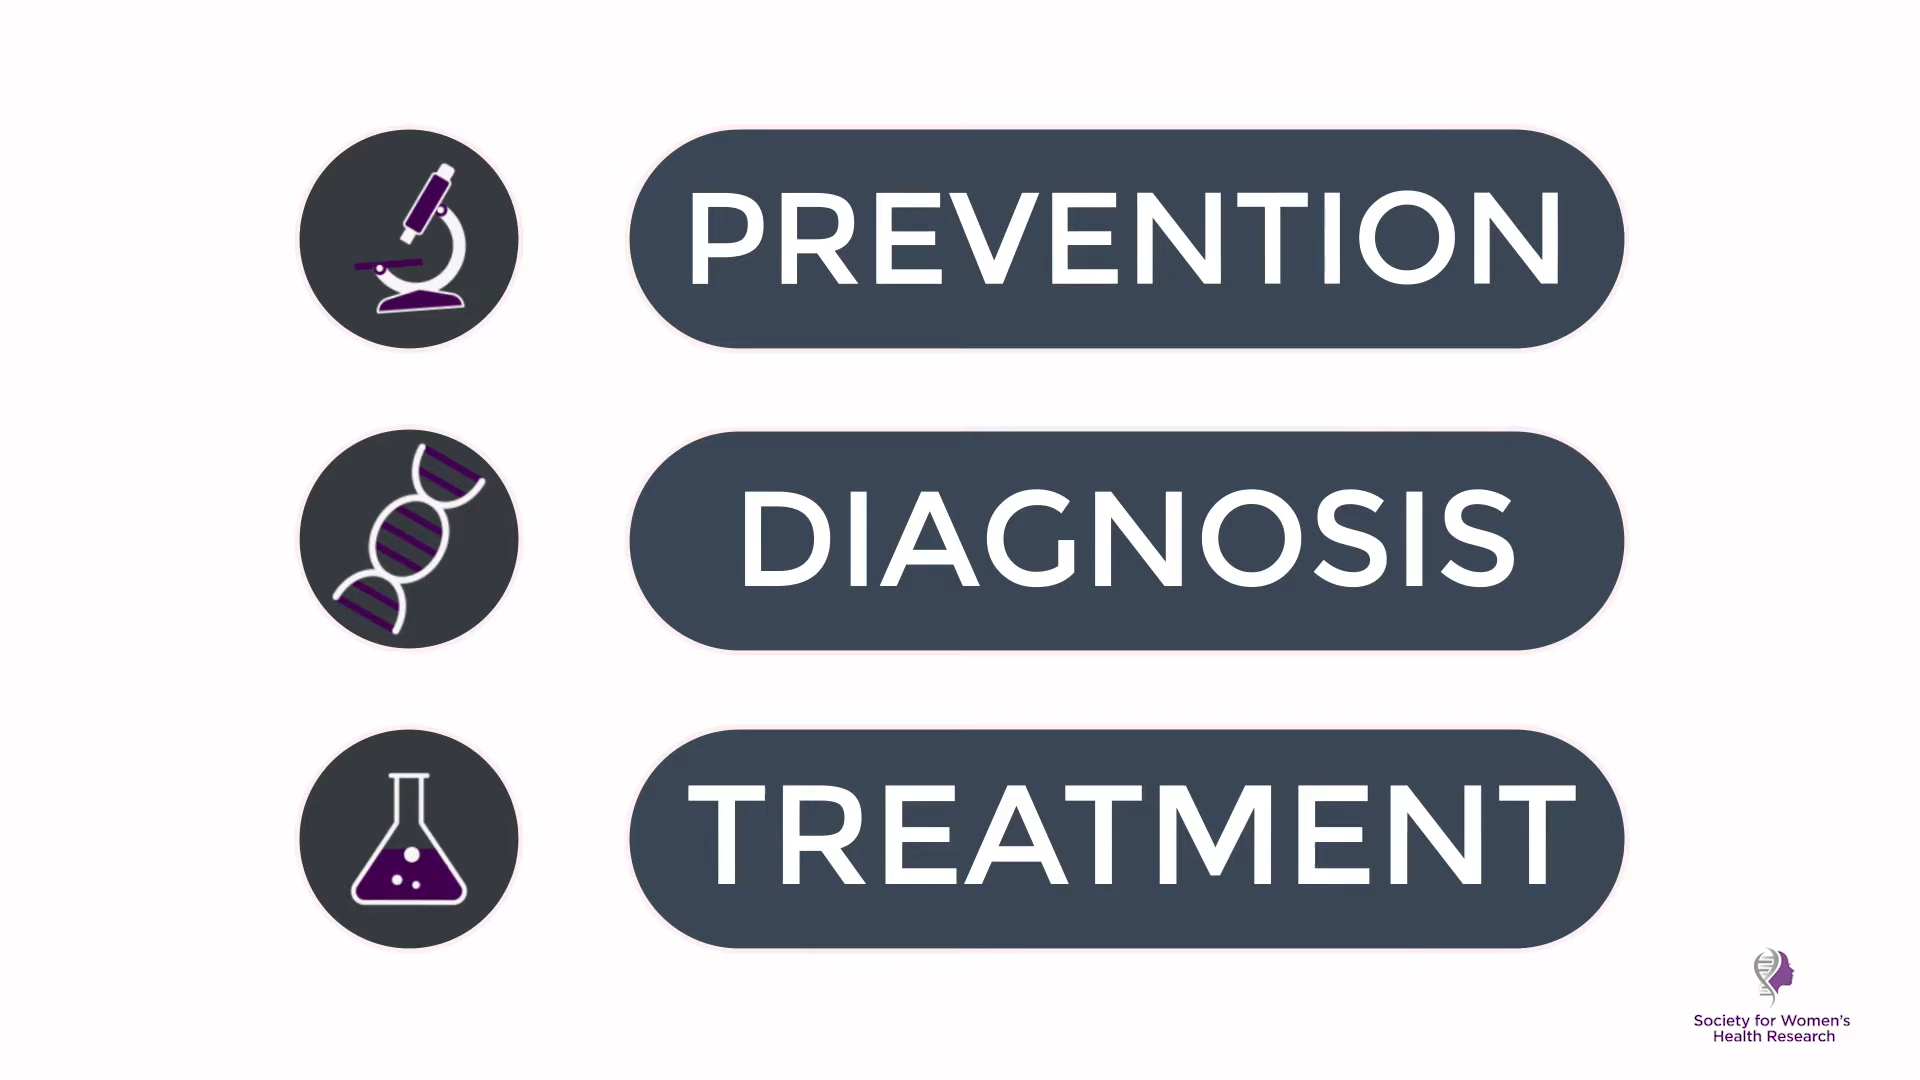 PREVENTION
DIAGNOSIS
TREATMENT
Society for Women's
Health Research